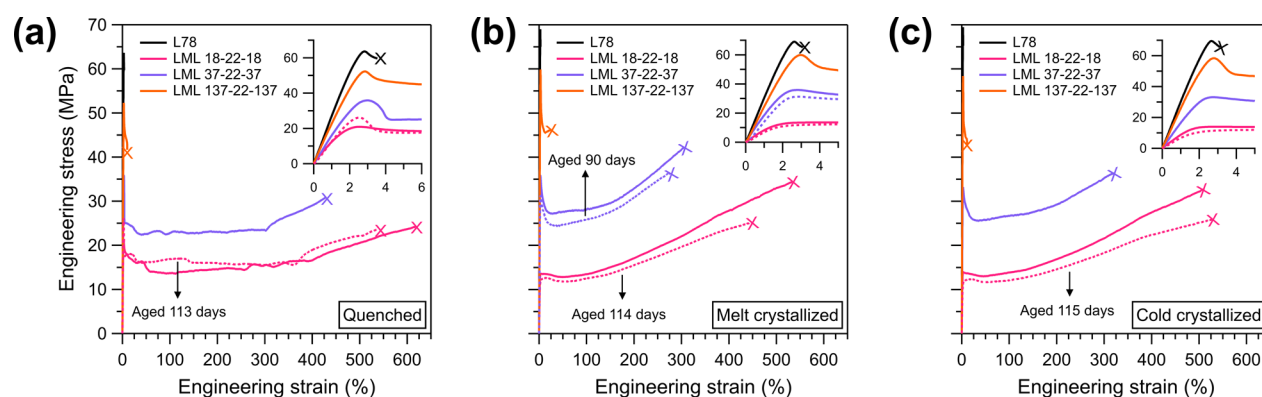 (a)
70
60
50
40
30
20
10
0
Engineering stress (MPa)
L78
LML 18-22-18
LML 37-22-37
LML 137-22-137
60
40
20
0
0 2 4 6
Aged 113 days
Quenched
0 100 200 300 400 500 600
Engineering strain (%)
(b)
L78
LML 18-22-18
LML 37-22-37
LML 137-22-137
60
40
20
0
0 2 4
Aged 90 days
Aged 114 days
Melt crystallized
0 100 200 300 400 500 600
Engineering strain (%)
(c)
L78
LML 18-22-18
LML 37-22-37
LML 137-22-137
60
40
20
0
0 2 4
Aged 115 days
Cold crystallized
0 100 200 300 400 500 600
Engineering strain (%)